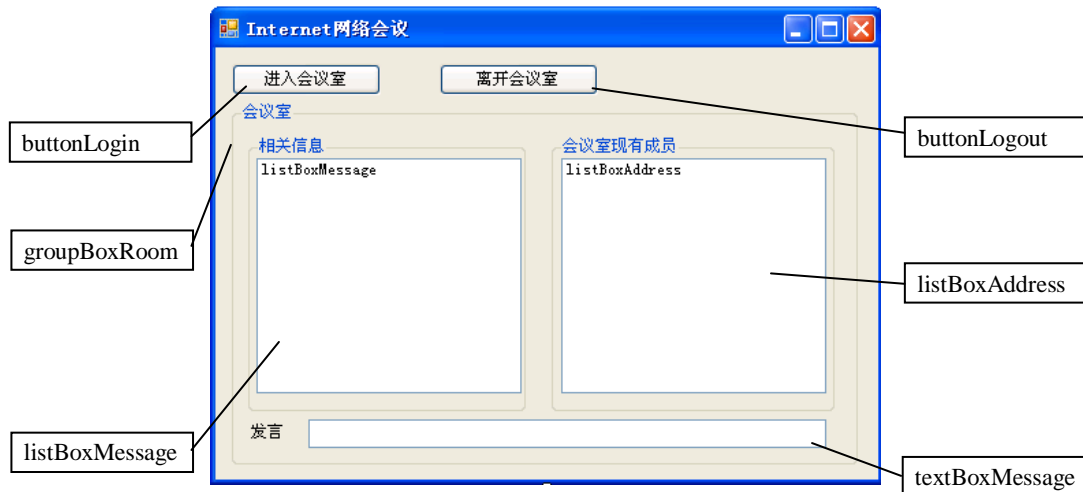 Internet网络会议
进入会议室
离开会议室
会议室
buttonLogin
buttonLogout
相关信息
会议室现有成员
listBoxMessage
listBoxAddress
groupBoxRoom
listBoxAddress
发言
listBoxMessage
textBoxMessage